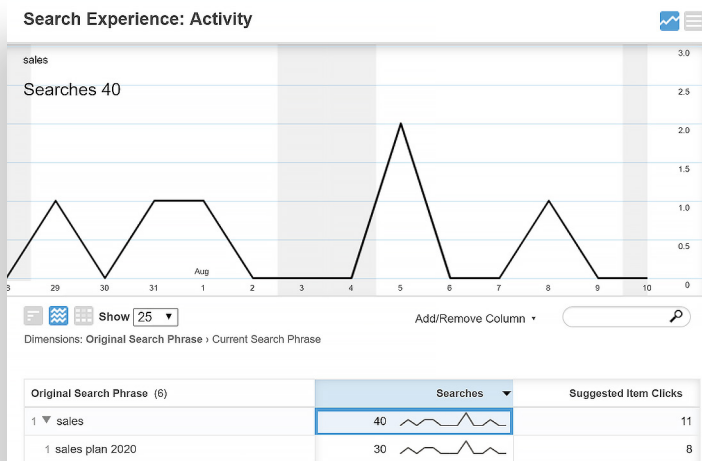 Search Experience: Activity
sales
Searches 40
3.0
2.5
2.0
1.5
1.0
0.5
0
Aug
29 30 31 1 2 3 4 5 6 7 8 9 10
Show 25
Add/Remove Column
Dimensions: Original Search Phrase › Current Search Phrase
Original Search Phrase (6) Searches Suggested Item Clicks
1 sales 40 11
1 sales plan 2020 30 8